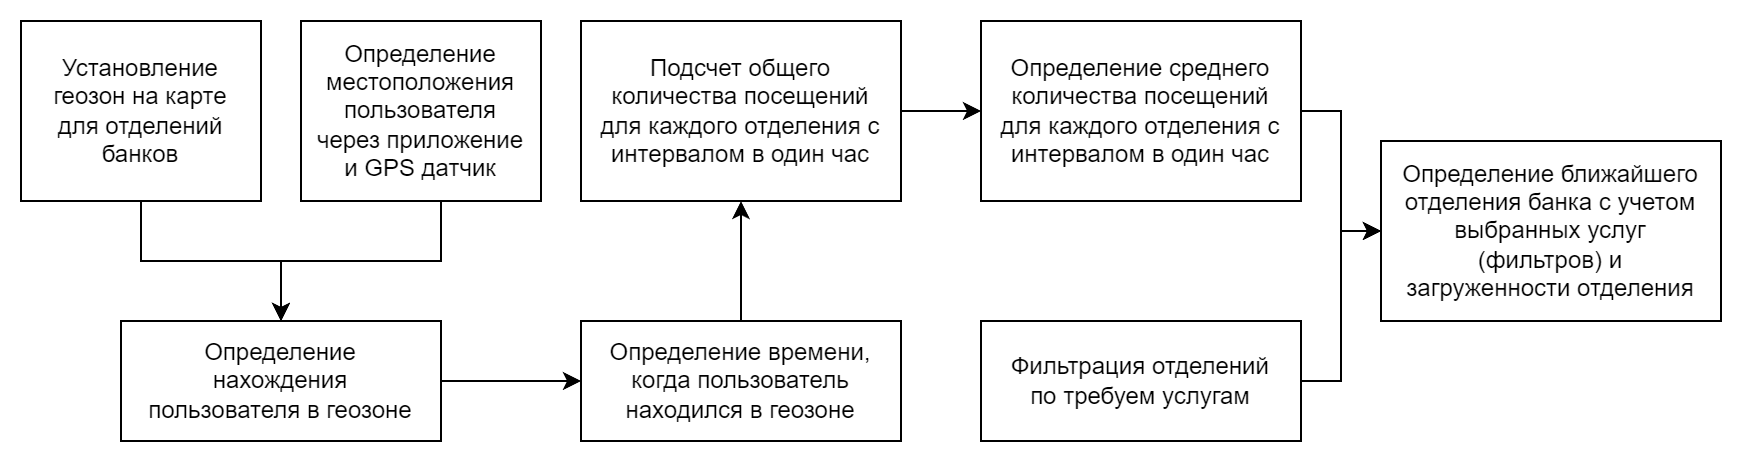 Установление
геозон на карте
для отделений
банков
Определение
местоположения
пользователя
через приложение
и GPS датчик
Подсчет общего
количества посещений
для каждого отделения с
интервалом в один час
Определение среднего
количества посещений
для каждого отделения с
интервалом в один час
Определение ближайшего
отделения банка с учетом
выбранных услуг
(фильтров) и
загруженности отделения
Определение
нахождения
пользователя в геозоне
Определение времени,
когда пользователь
находился в геозоне
Фильтрация отделений
по требуем услугам